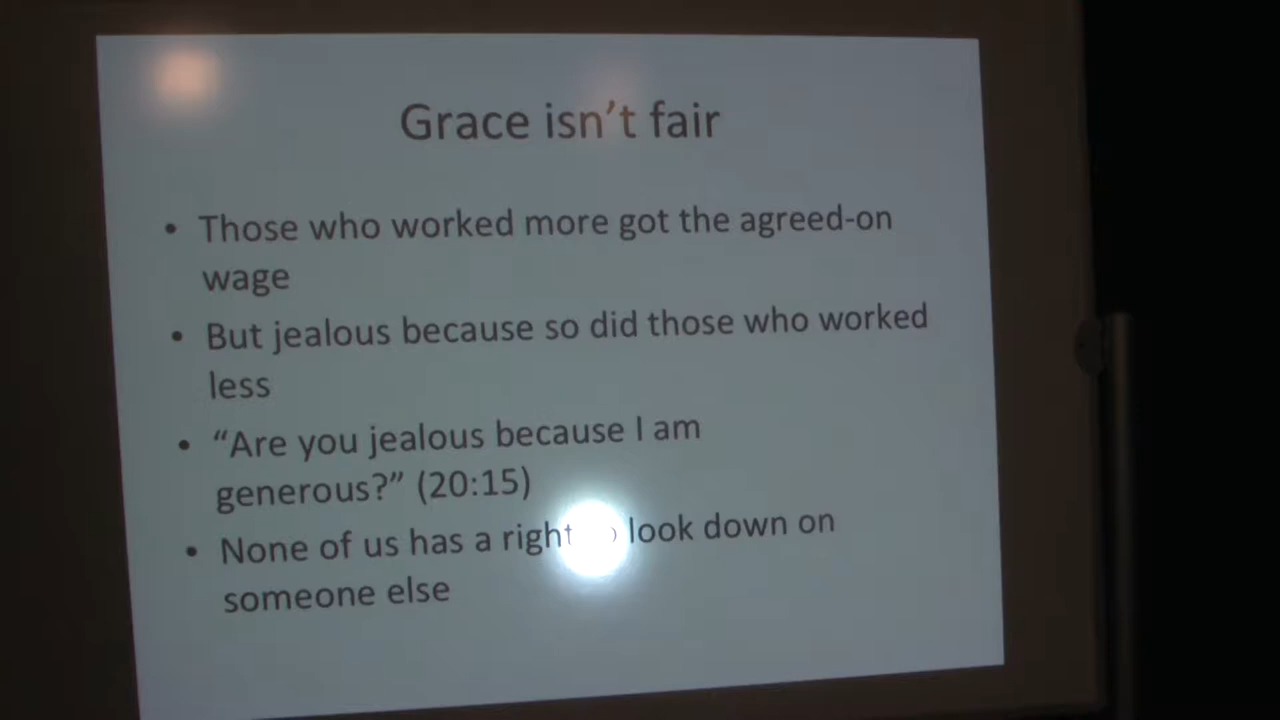 Grace isn't fair
• Those who worked more got the agreed-on
wage
• But jealous because so did those who worked
less
• “Are you jealous because I am
generous?” (20:15)
• None of us has a right look down on
someone else